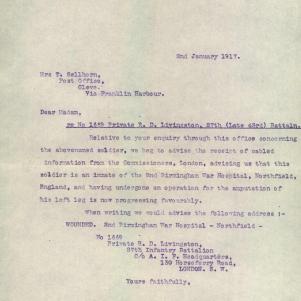 2nd January 1917.
Mrs T. Sellhorn,
Post Office,
Cleve.
Via Franklin Harbour.
Dear Madam,
re No 1669 Private R. D. Livingston, 27th (late 43rd) Battaln.
Relative to your enquiry through this office concerning
the abovenamed soldier, we beg to advise the receipt of cabled
information from the Commissioners, London, advising us that this
soldier is an inmate of the 2nd Birmingham War Hospital, Northfield,
England, and having undergone an operation for the amputation of
his left leg is now progressing favourably.
When writing we would advise the following address :-
WOUNDED. 2nd Birmingham War Hospital - Northfield -
No 1669
Private R. D. Livingston,
27th Infantry Battalion
C/o A. I. F. Headquarters,
130 Horseferry Road,
LONDON. S. W.
Yours faithfully,